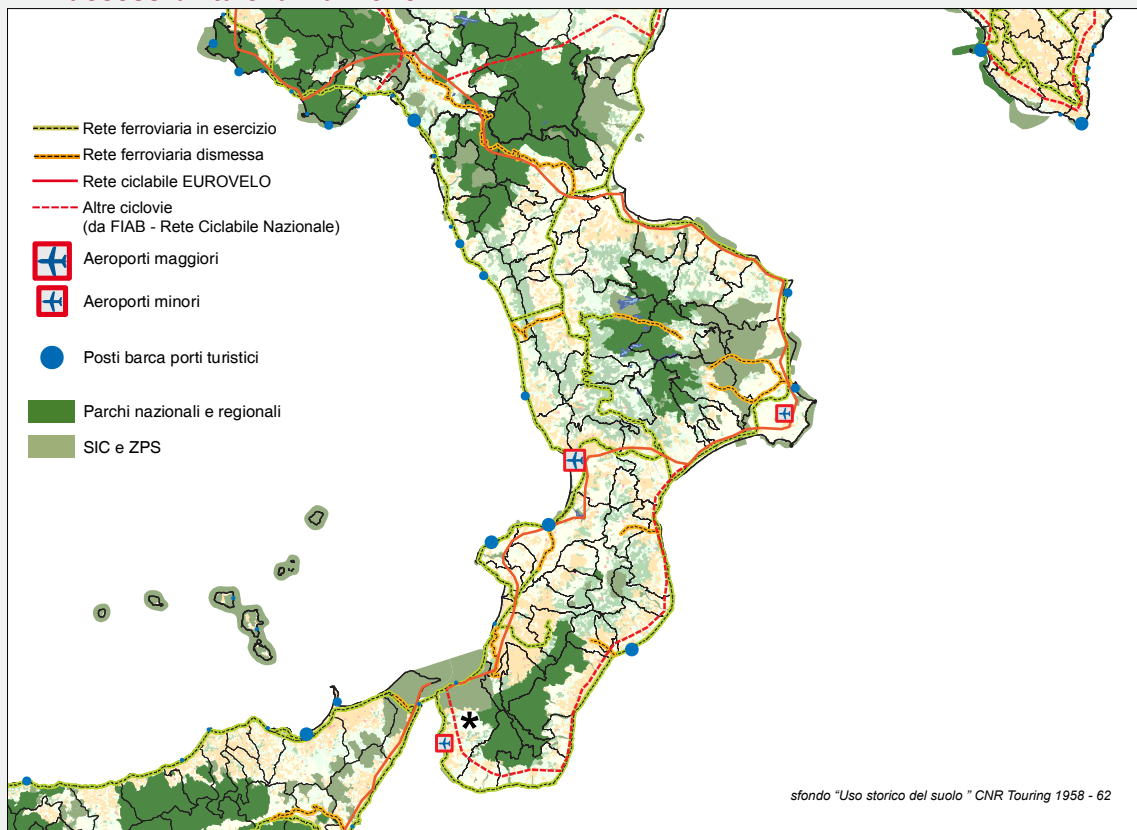 Rete ferroviaria in esercizio
Rete ferroviaria dismessa
Rete ciclabile EUROVELO
Altre ciclovie
(da FIAB - Rete Ciclabile Nazionale)
Aeroporti maggiori
Aeroporti minori
Posti barca porti turistici
Parchi nazionali e regionali
SIC e ZPS
*
sfondo “Uso storico del suolo ” CNR Touring 1958 - 62